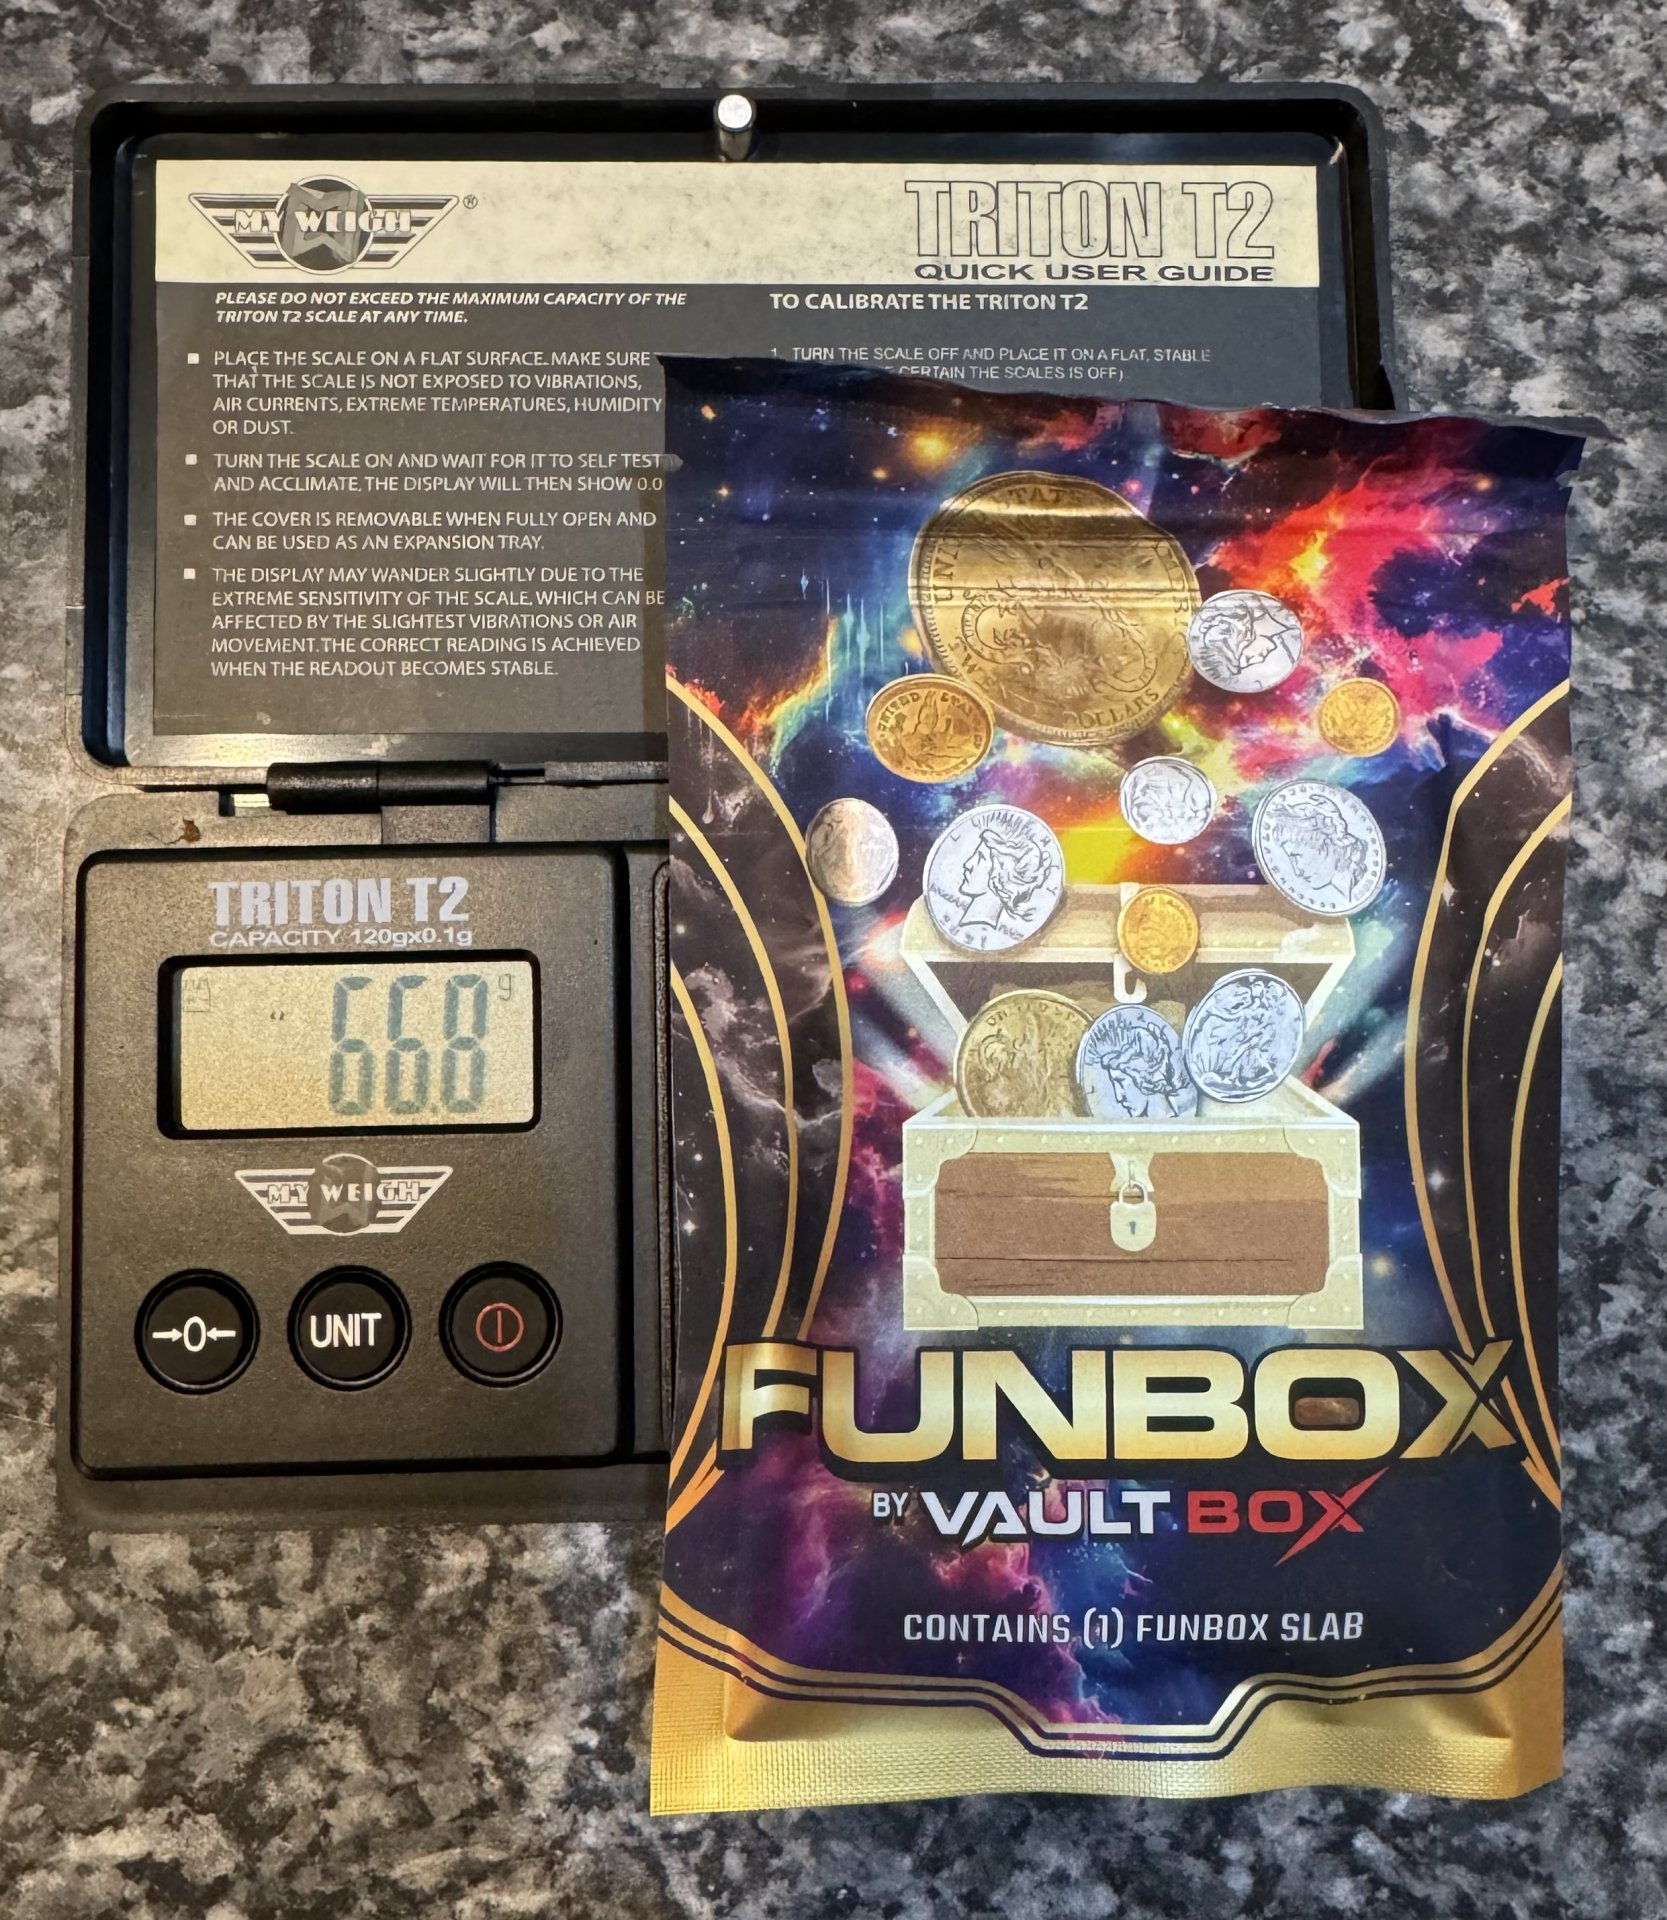 MY WEIGH ®
TRITON T2
QUICK USER GUIDE
PLEASE DO NOT EXCEED THE MAXIMUM CAPACITY OF THE
TRITON T2 SCALE AT ANY TIME.
PLACE THE SCALE ON A FLAT SURFACE. MAKE SURE
THAT THE SCALE IS NOT EXPOSED TO VIBRATIONS,
AIR CURRENTS, EXTREME TEMPERATURES, HUMIDITY
OR DUST.
TURN THE SCALE ON AND WAIT FOR IT TO SELF TEST
AND ACCLIMATE, THE DISPLAY WILL THEN SHOW 0.0
THE COVER IS REMOVABLE WHEN FULLY OPEN AND
CAN BE USED AS AN EXPANSION TRAY.
THE DISPLAY MAY WANDER SLIGHTLY DUE TO THE
EXTREME SENSITIVITY OF THE SCALE, WHICH CAN BE
AFFECTED BY THE SLIGHTEST VIBRATIONS OR AIR
MOVEMENT. THE CORRECT READING IS ACHIEVED
WHEN THE READOUT BECOMES STABLE.
TO CALIBRATE THE TRITON T2
1. TURN THE SCALE OFF AND PLACE IT ON A FLAT, STABLE
CERTAIN THE SCALES IS OFF)
TRITON T2
CAPACITY 120gx0.1g
66.8 g
MY WEIGH
→0←
UNIT
DOLLARS
FUNBOX
BY VAULT BOX
CONTAINS (1) FUNBOX SLAB